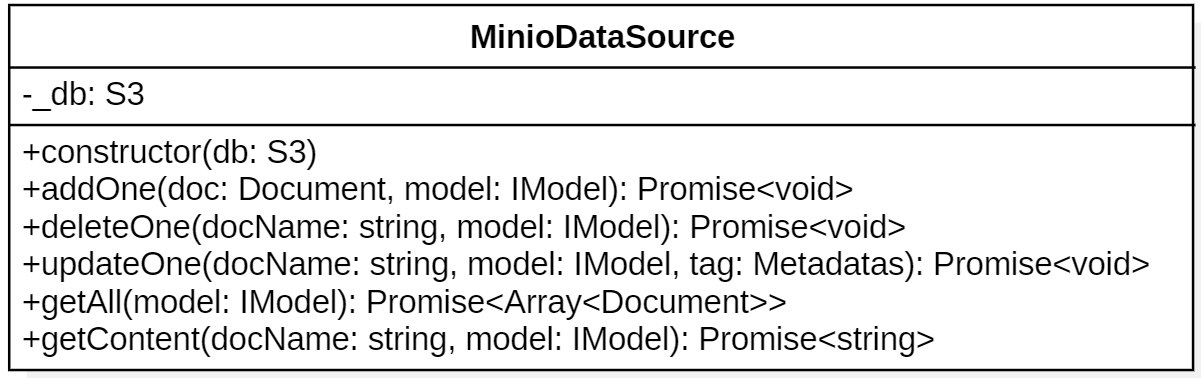 MinioDataSource
-_db: S3
+constructor(db: S3)
+addOne(doc: Document, model: IModel): Promise<void>
+deleteOne(docName: string, model: IModel): Promise<void>
+updateOne(docName: string, model: IModel, tag: Metadatas): Promise<void>
+getAll(model: IModel): Promise<Array<Document>>
+getContent(docName: string, model: IModel): Promise<string>